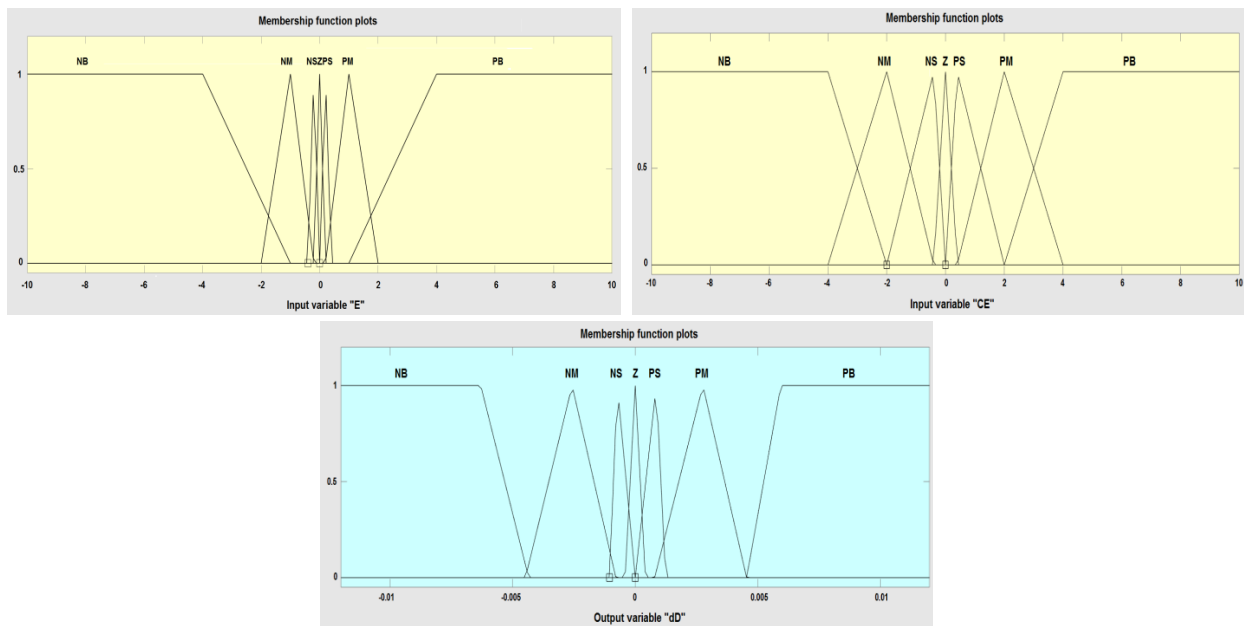 Membership function plots
NB NM NSZPS PM PB
1
0.5
0
-10 -8 -6 -4 -2 0 2 4 6 8 10
Input variable "E"
Membership function plots
NB NM NS Z PS PM PB
1
0.5
0
-10 -8 -6 -4 -2 0 2 4 6 8 10
Input variable "CE"
Membership function plots
NB NM NS Z PS PM PB
1
0.5
0
-0.01 -0.005 0 0.005 0.01
Output variable "dD"